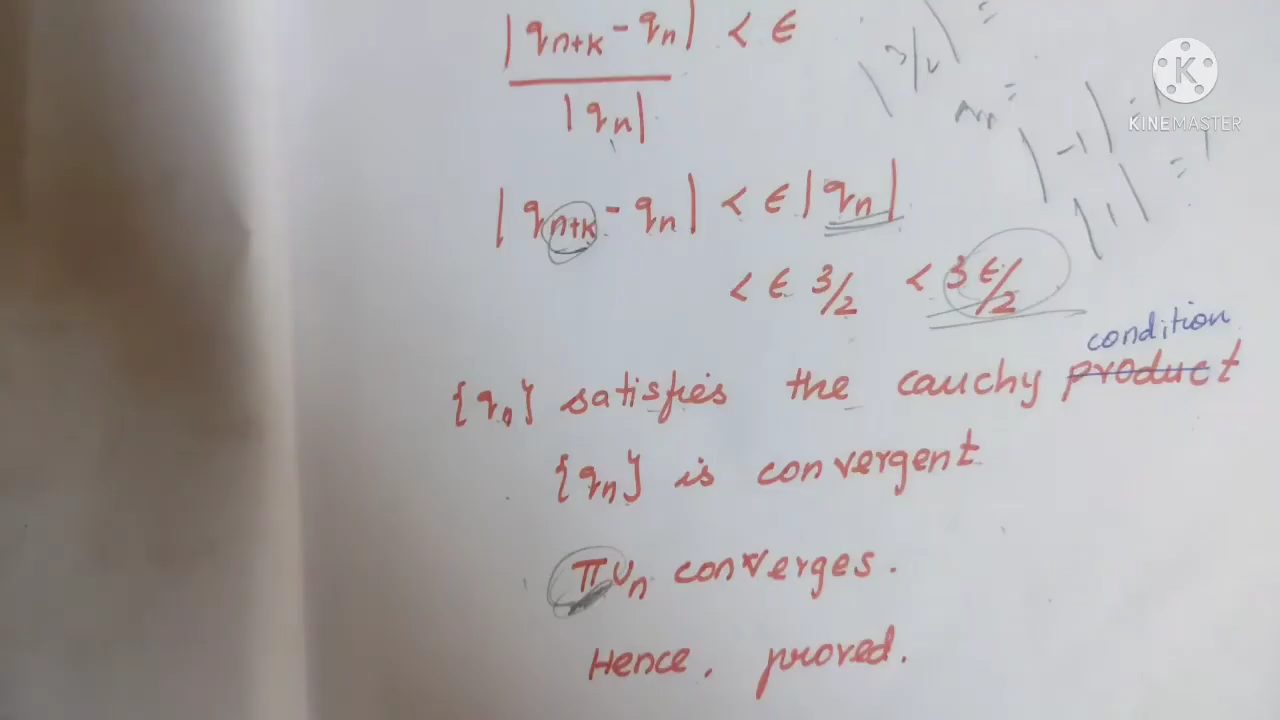 |q_{n+k} - q_n| < ε
|q_n|
|q_{n+k} - q_n| < ε |q_n|
< ε 3/2 < 3ε/2
condition
{q_n} satisfies the cauchy product
{q_n} is convergent
π υ_n converges.
Hence, proved.
KINEMASTER